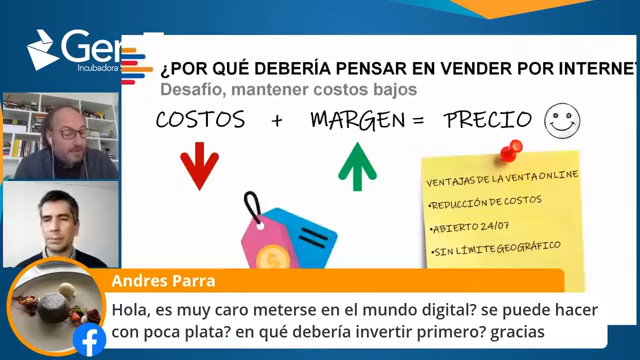 Ger
Incubadora
¿POR QUÉ DEBERÍA PENSAR EN VENDER POR INTERNET
Desafío, mantener costos bajos
COSTOS + MARGEN = PRECIO
VENTAJAS DE LA VENTA ONLINE
•REDUCCIÓN DE COSTOS
•ABIERTO 24/07
•SIN LÍMITE GEOGRÁFICO
$
Andres Parra
Hola, es muy caro meterse en el mundo digital? se puede hacer
con poca plata? en qué debería invertir primero? gracias